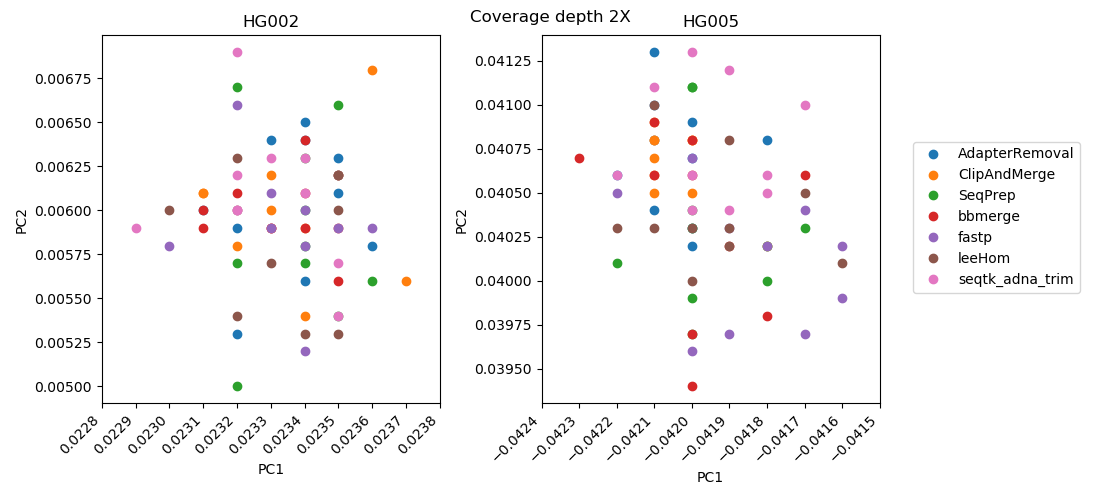 Coverage depth 2X
HG002
0.00675
0.00650
0.00625
0.00600
0.00575
0.00550
0.00525
0.00500
PC2
0.0228
0.0229
0.0230
0.0231
0.0232
0.0233
0.0234
0.0235
0.0236
0.0237
0.0238
PC1
HG005
0.04125
0.04100
0.04075
0.04050
0.04025
0.04000
0.03975
0.03950
PC2
−0.0424
−0.0423
−0.0422
−0.0421
−0.0420
−0.0419
−0.0418
−0.0417
−0.0416
−0.0415
PC1
AdapterRemoval
ClipAndMerge
SeqPrep
bbmerge
fastp
leeHom
seqtk_adna_trim